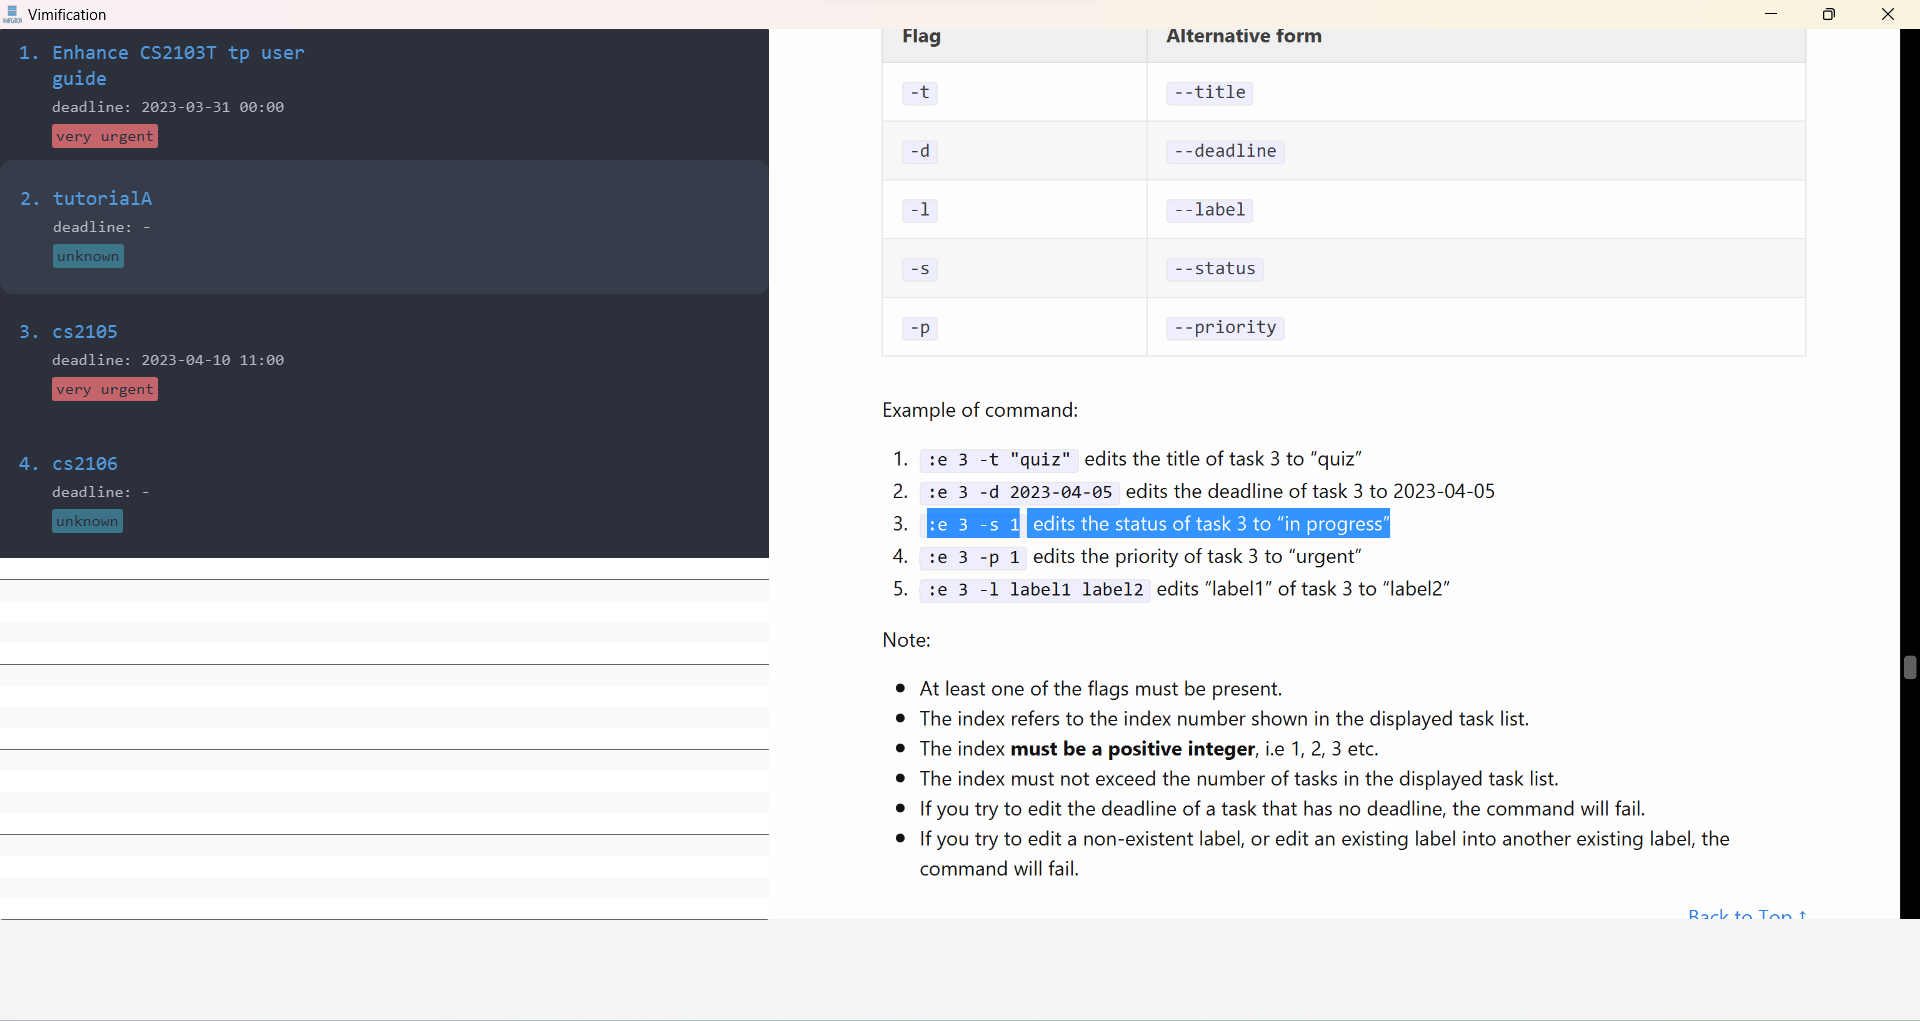 Vimification
1. Enhance CS2103T tp user
guide
deadline: 2023-03-31 00:00
very urgent
2. tutorialA
deadline: -
unknown
3. cs2105
deadline: 2023-04-10 11:00
very urgent
4. cs2106
deadline: -
unknown
Flag Alternative form
-t --title
-d --deadline
-l --label
-s --status
-p --priority
Example of command:
1. :e 3 -t "quiz" edits the title of task 3 to “quiz”
2. :e 3 -d 2023-04-05 edits the deadline of task 3 to 2023-04-05
3. :e 3 -s 1 edits the status of task 3 to “in progress”
4. :e 3 -p 1 edits the priority of task 3 to “urgent”
5. :e 3 -l label1 label2 edits “label1” of task 3 to “label2”
Note:
• At least one of the flags must be present.
• The index refers to the index number shown in the displayed task list.
• The index must be a positive integer, i.e 1, 2, 3 etc.
• The index must not exceed the number of tasks in the displayed task list.
• If you try to edit the deadline of a task that has no deadline, the command will fail.
• If you try to edit a non-existent label, or edit an existing label into another existing label, the
command will fail.
Back to Top ↑